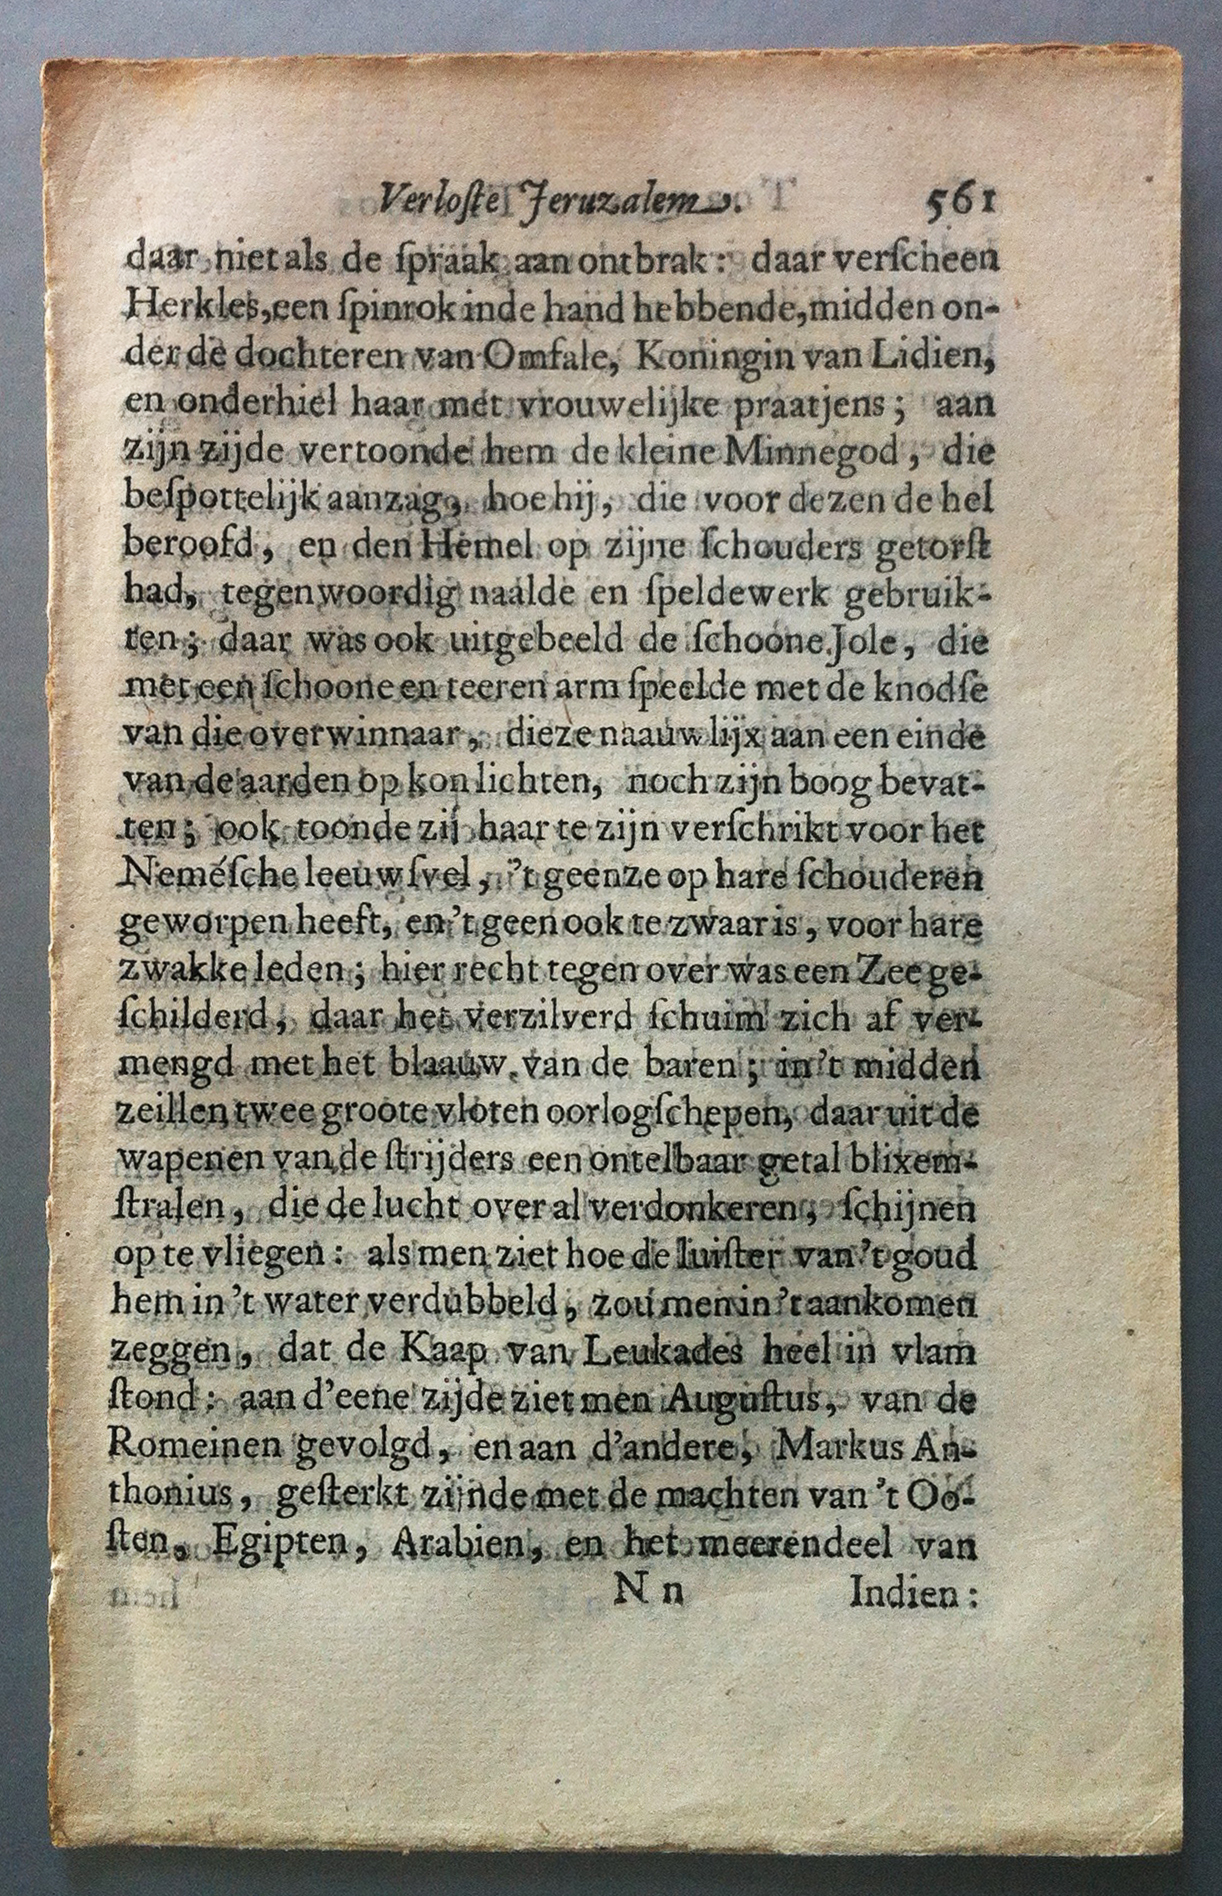 Verloſte Jeruzalem. 561
daar niet als de ſpraak aan ontbrak: daar verſcheen
Herkles, een ſpinrok inde hand hebbende, midden on-
der de dochteren van Omfale, Koningin van Lidien,
en onderhiel haar met vrouwelijke praatjens; aan
zijn zijde vertoonde hem de kleine Minnegod, die
beſpottelijk aanzag, hoe hij, die voor dezen de hel
beroofd, en den Hemel op zijne ſchouders getorſt
had, tegenwoordig naalde en ſpeldewerk gebruik-
ten; daar was ook uitgebeeld de ſchoone Jole, die
met een ſchoone en teeren arm ſpeelde met de knodſe
van die overwinnaar, dieze naauwlijx aan een einde
van de aarden op kon lichten, noch zijn boog bevat-
ten; ook toonde zij haar te zijn verſchrikt voor het
Nemésche leeuwſvel, 't geenze op hare ſchouderen
geworpen heeft, en 't geen ook te zwaar is, voor hare
zwakke leden; hier recht tegen over was een Zee ge-
ſchilderd, daar het verzilverd ſchuim zich af ver-
mengd met het blaauw van de baren; in 't midden
zeillen twee groote vloten oorlogſchepen, daar uit de
wapenen van de ſtrijders een ontelbaar getal blixem-
ſtralen, die de lucht over al verdonkeren, ſchijnen
op te vliegen: als men ziet hoe de luiſter van 't goud
hem in 't water verdubbeld, zou men in 't aankomen
zeggen, dat de Kaap van Leukades heel in vlam
ſtond: aan d'eene zijde ziet men Auguſtus, van de
Romeinen gevolgd, en aan d'andere, Markus An-
thonius, geſterkt zijnde met de machten van 't Oo-
ſten, Egipten, Arabien, en het meerendeel van
N n Indien: